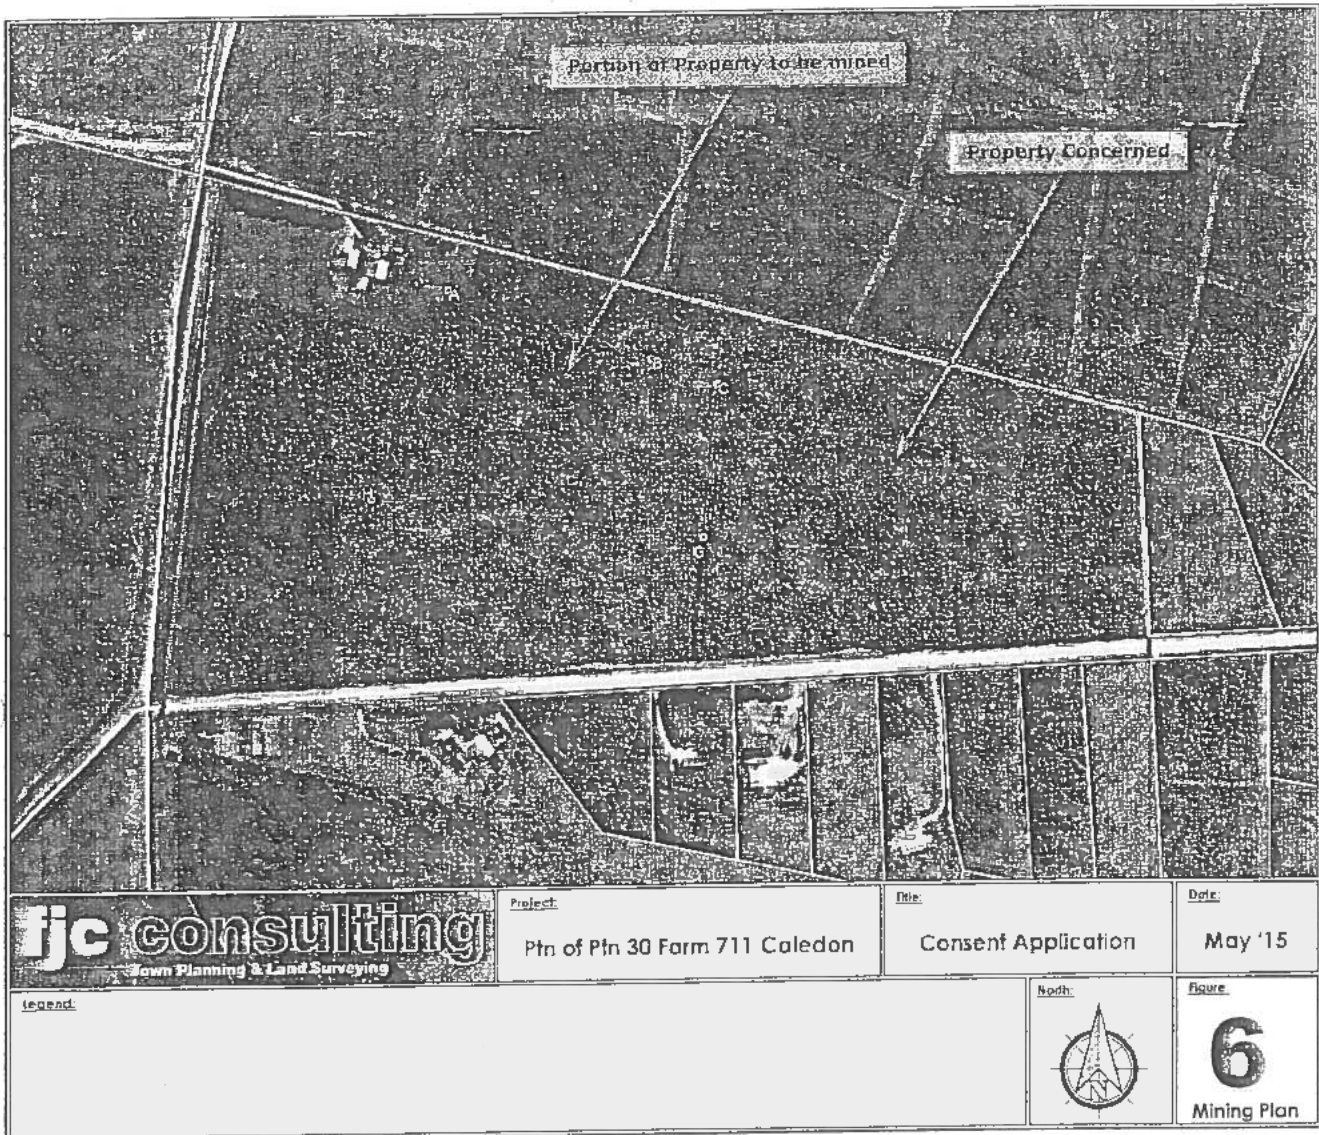 Portion of Property to be mined
Property Concerned
fjc consulting
Town Planning & Land Surveying
Project:
Ptn of Ptn 30 Farm 711 Caledon
Title:
Consent Application
Date:
May '15
Legend:
North:
N
Figure
6
Mining Plan